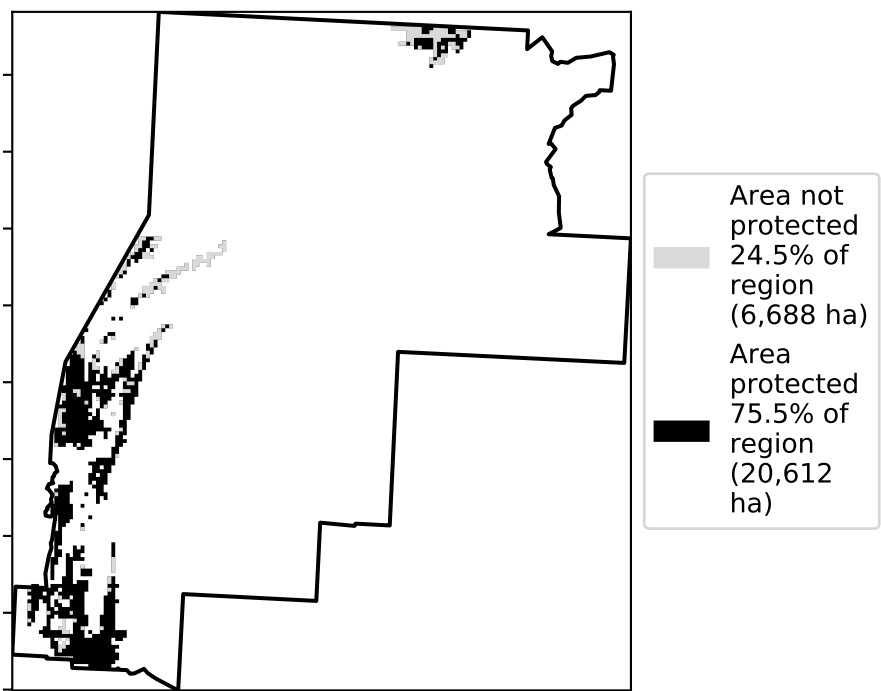 Area not
protected
24.5% of
region
(6,688 ha)
Area
protected
75.5% of
region
(20,612
ha)